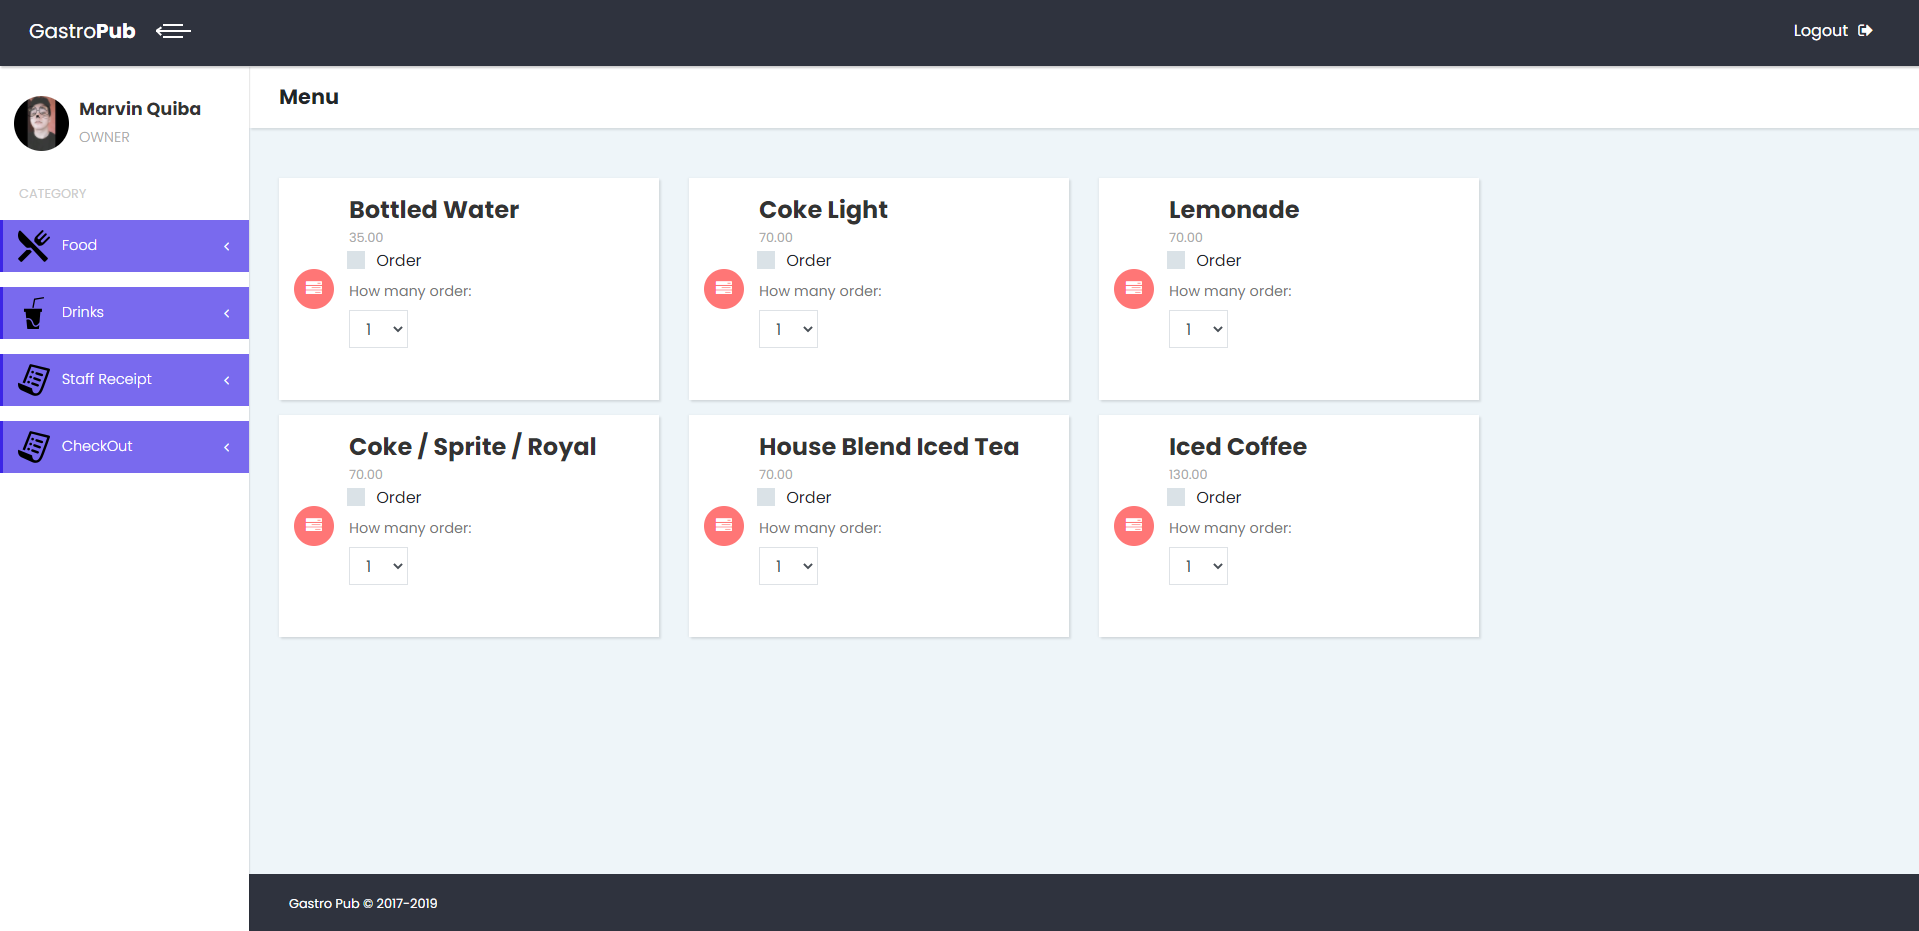 GastroPub
Logout
Marvin Quiba
OWNER
CATEGORY
Food
Drinks
Staff Receipt
CheckOut
Menu
Bottled Water
35.00
Order
How many order:
1
Coke Light
70.00
Order
How many order:
1
Lemonade
70.00
Order
How many order:
1
Coke / Sprite / Royal
70.00
Order
How many order:
1
House Blend Iced Tea
70.00
Order
How many order:
1
Iced Coffee
130.00
Order
How many order:
1
Gastro Pub © 2017-2019